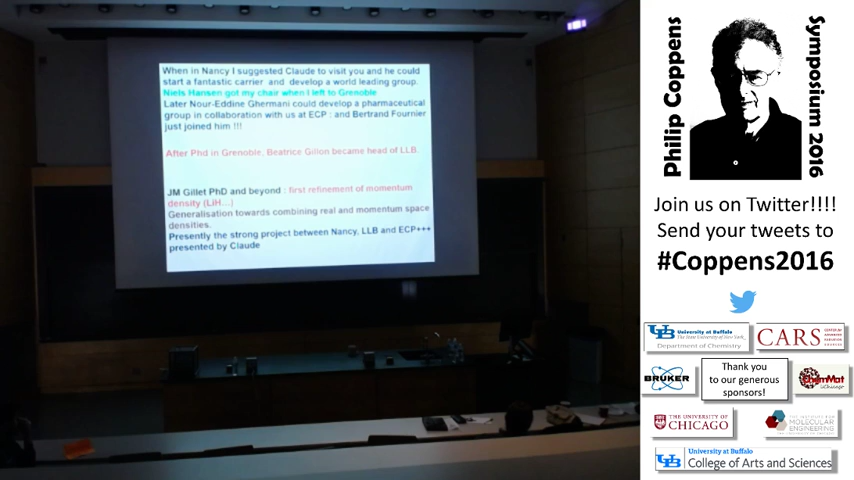 When in Nancy I suggested Claude to visit you and he could
start a fantastic carrier and develop a world leading group.
Niels Hansen got my chair when I left to Grenoble
Later Nour-Eddine Ghermani could develop a pharmaceutical
group in collaboration with us at ECP : and Bertrand Fournier
just joined him !!!
After Phd in Grenoble, Beatrice Gillon became head of LLB.
JM Gillet PhD and beyond : first refinement of momentum
density (LiH...)
Generalisation towards combining real and momentum space
densities.
Presently the strong project between Nancy, LLB and ECP+++
presented by Claude
Philip Coppens
Symposium 2016
Join us on Twitter!!!!
Send your tweets to
#Coppens2016
UB University at Buffalo
The State University of New York
Department of Chemistry
CARS
BRUKER
Thank you
to our generous
sponsors!
ChemMat
THE UNIVERSITY OF
CHICAGO
MOLECULAR
ENGINEERING
UB University at Buffalo
College of Arts and Sciences